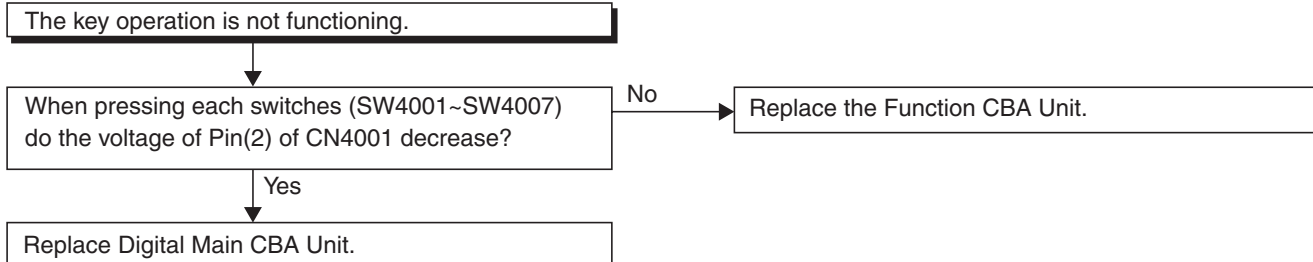 The key operation is not functioning.
When pressing each switches (SW4001~SW4007)
do the voltage of Pin(2) of CN4001 decrease?
No
Replace the Function CBA Unit.
Yes
Replace Digital Main CBA Unit.